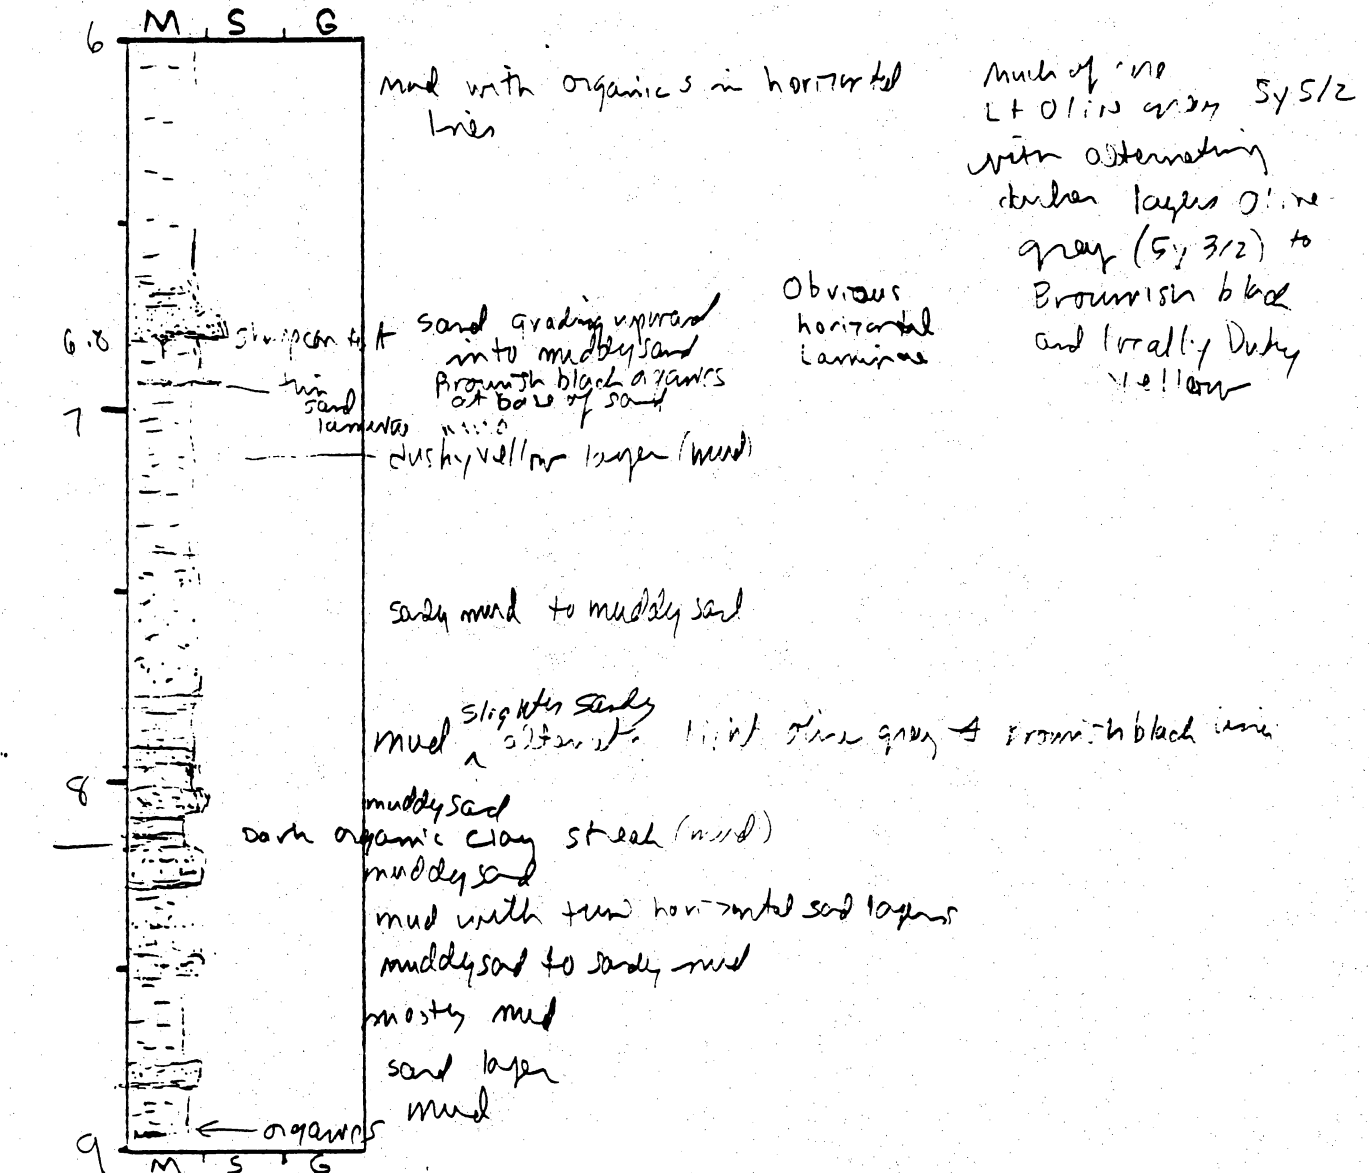 M S G
6
mud with organics in horizontal
lines
Much of
Lt Olive gray 5y 5/2
with alternating
darker layers Olive
gray (5y 3/2) to
Brownish black
and locally Dusky
Yellow
Obvious
horizontal
Laminae
6.8
sharp contact
sand grading upward
into muddy sand
Brownish black organics
at base of sand
thin
sand
laminae
7
dusky yellow layer (mud)
sandy mud to muddy sand
slightly sandy
mud ^ alternat. light olive gray & brownish black
8
muddy sand
Dark organic clay streak (mud)
muddy sand
mud with thin horizontal sand layers
muddy sand to sandy mud
mostly mud
sand layer
mud
organics
9
M S G